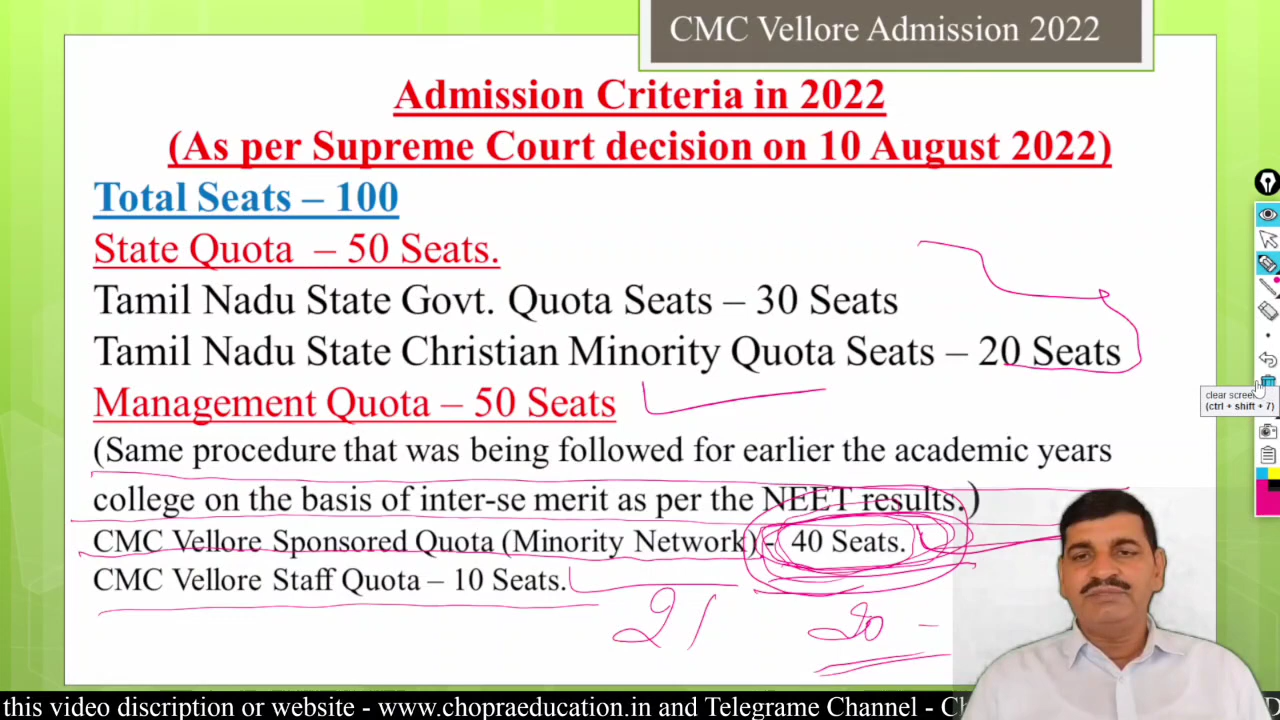 CMC Vellore Admission 2022
Admission Criteria in 2022
(As per Supreme Court decision on 10 August 2022)
Total Seats – 100
State Quota – 50 Seats.
Tamil Nadu State Govt. Quota Seats – 30 Seats
Tamil Nadu State Christian Minority Quota Seats – 20 Seats
Management Quota – 50 Seats
(Same procedure that was being followed for earlier the academic years
college on the basis of inter-se merit as per the NEET results.)
CMC Vellore Sponsored Quota (Minority Network) - 40 Seats.
CMC Vellore Staff Quota – 10 Seats.
21
20 -
clear screen
(ctrl + shift + 7)
this video discription or website - www.chopraeducation.in and Telegrame Channel - Ch